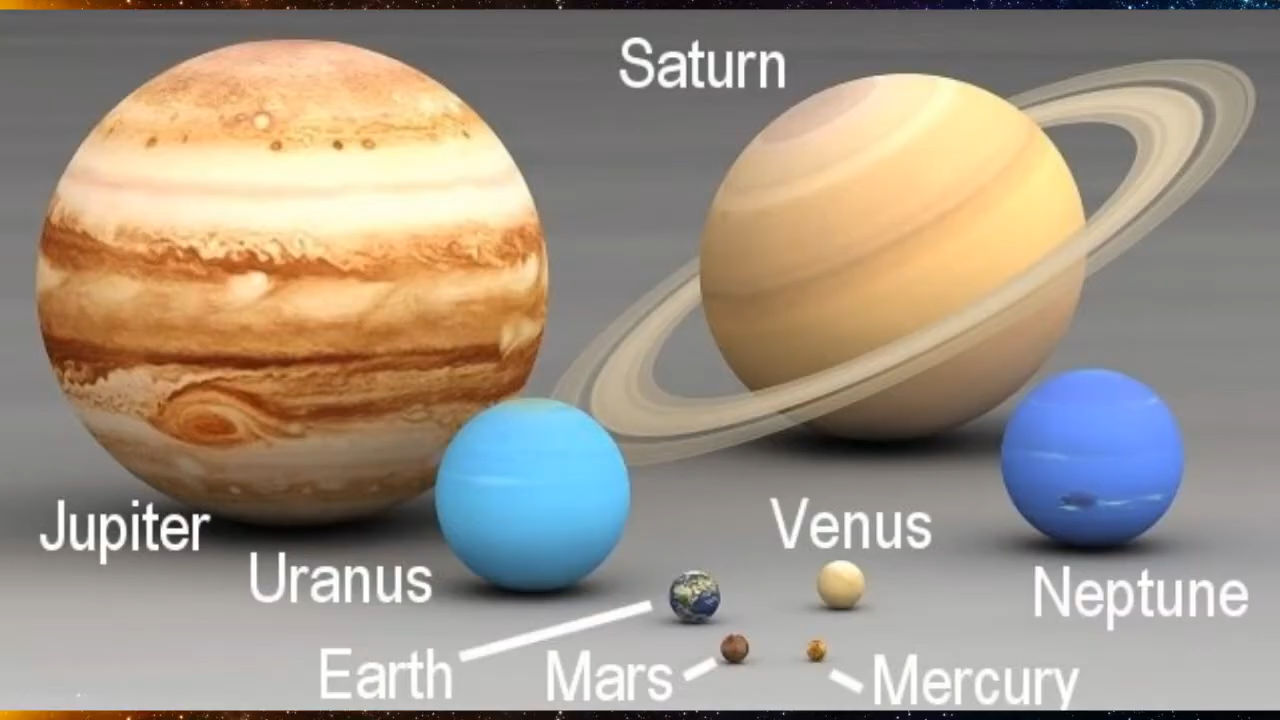 Saturn
Jupiter
Uranus
Venus
Neptune
Earth
Mars
Mercury